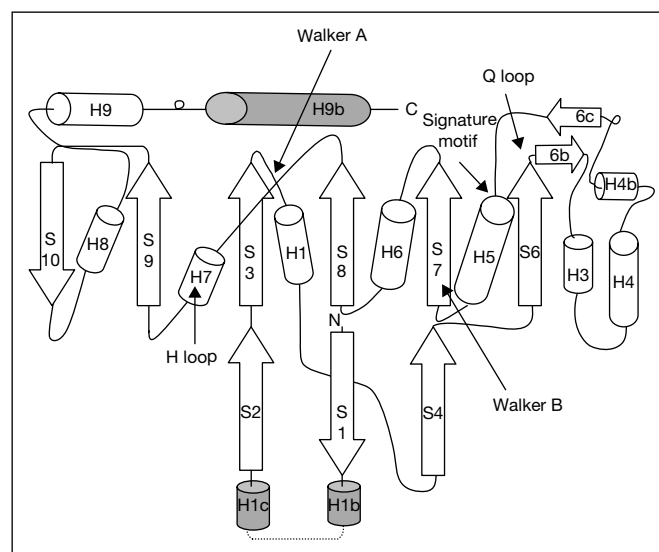 Walker A
Q loop
H9
H9b
C
6c
Signature
motif
6b
H4b
S
10
H8
S
9
H7
S
3
H1
S
8
H6
S
7
H5
S6
H3
H4
N
H loop
S2
S
1
S4
Walker B
H1c
H1b